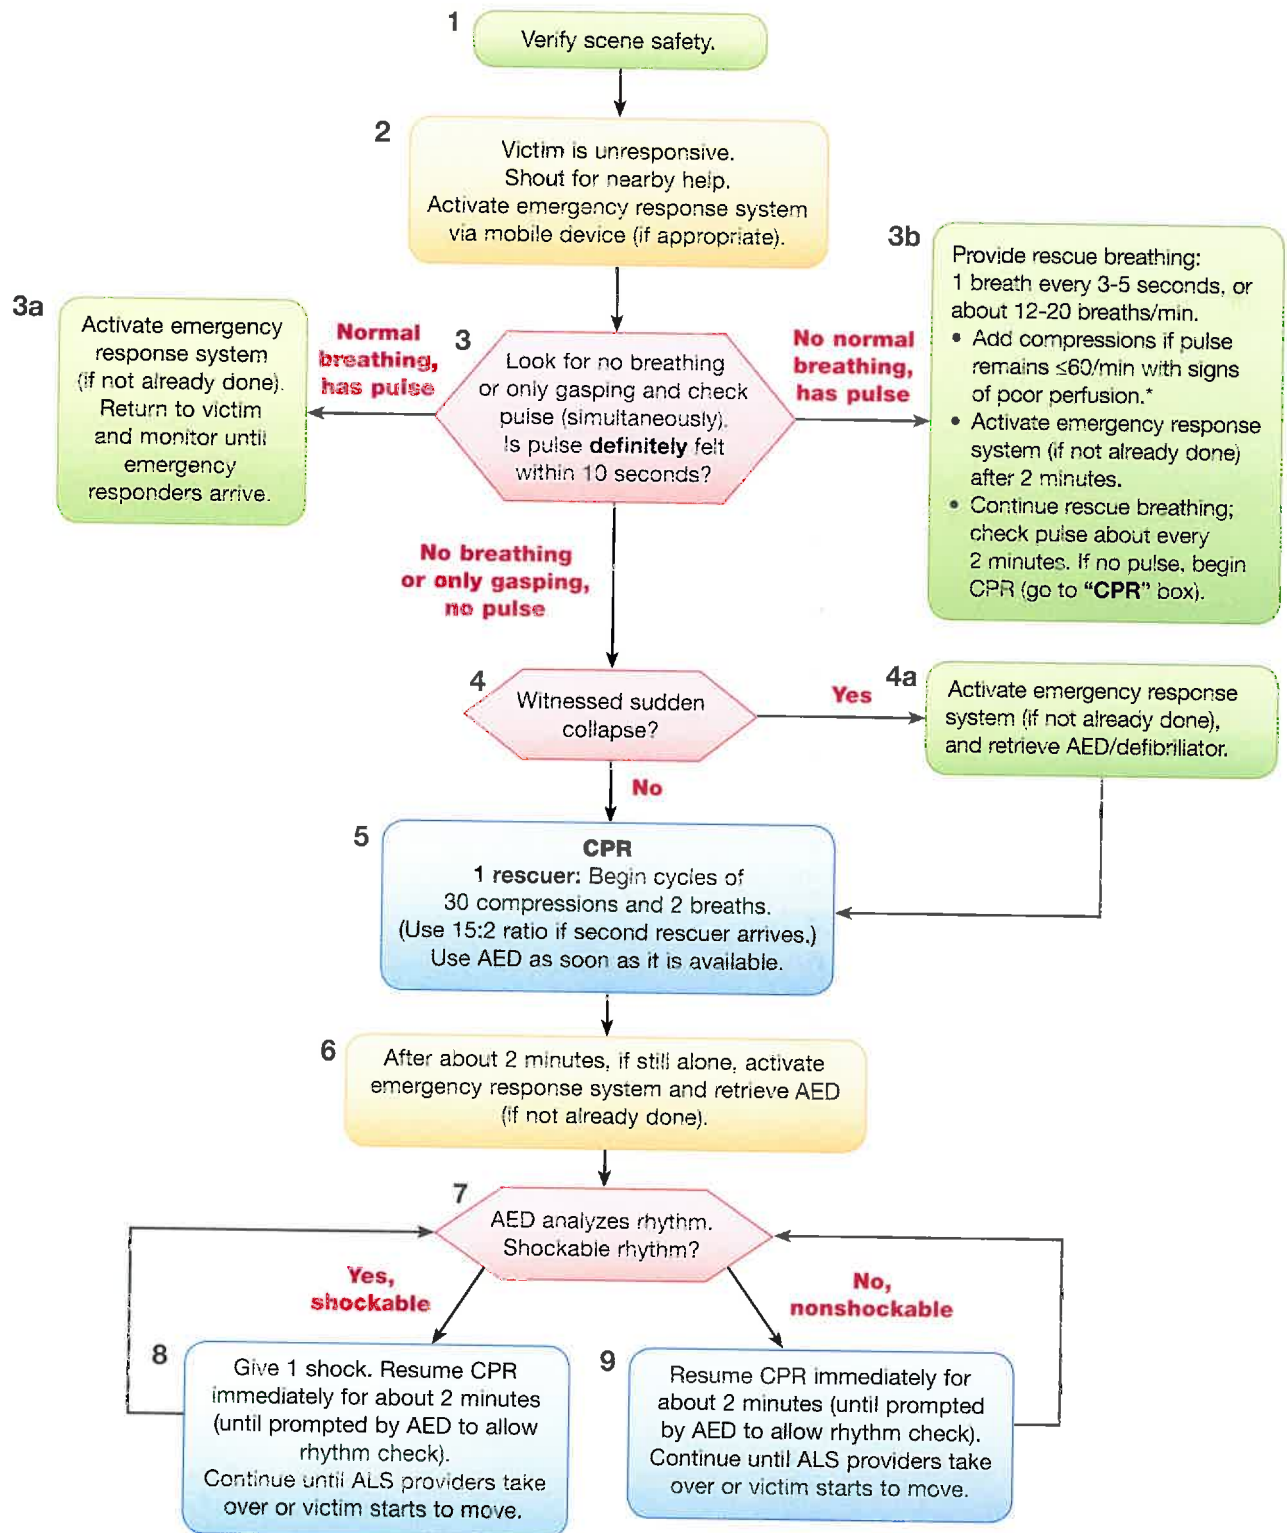 1
Verify scene safety.
2
Victim is unresponsive.
Shout for nearby help.
Activate emergency response system
via mobile device (if appropriate).
3b
Provide rescue breathing:
1 breath every 3-5 seconds, or
about 12-20 breaths/min.
• Add compressions if pulse
remains ≤60/min with signs
of poor perfusion.*
• Activate emergency response
system (if not already done)
after 2 minutes.
• Continue rescue breathing;
check pulse about every
2 minutes. If no pulse, begin
CPR (go to "CPR" box).
3a
Activate emergency
response system
(if not already done).
Return to victim
and monitor until
emergency
responders arrive.
Normal
breathing,
has pulse
3
Look for no breathing
or only gasping and check
pulse (simultaneously).
Is pulse definitely felt
within 10 seconds?
No normal
breathing,
has pulse
No breathing
or only gasping,
no pulse
4
Witnessed sudden
collapse?
Yes
4a
Activate emergency response
system (if not already done),
and retrieve AED/defibrillator.
No
5
CPR
1 rescuer: Begin cycles of
30 compressions and 2 breaths.
(Use 15:2 ratio if second rescuer arrives.)
Use AED as soon as it is available.
6
After about 2 minutes, if still alone, activate
emergency response system and retrieve AED
(if not already done).
7
AED analyzes rhythm.
Shockable rhythm?
Yes,
shockable
No,
nonshockable
8
Give 1 shock. Resume CPR
immediately for about 2 minutes
(until prompted by AED to allow
rhythm check).
Continue until ALS providers take
over or victim starts to move.
9
Resume CPR immediately for
about 2 minutes (until prompted
by AED to allow rhythm check).
Continue until ALS providers take
over or victim starts to move.